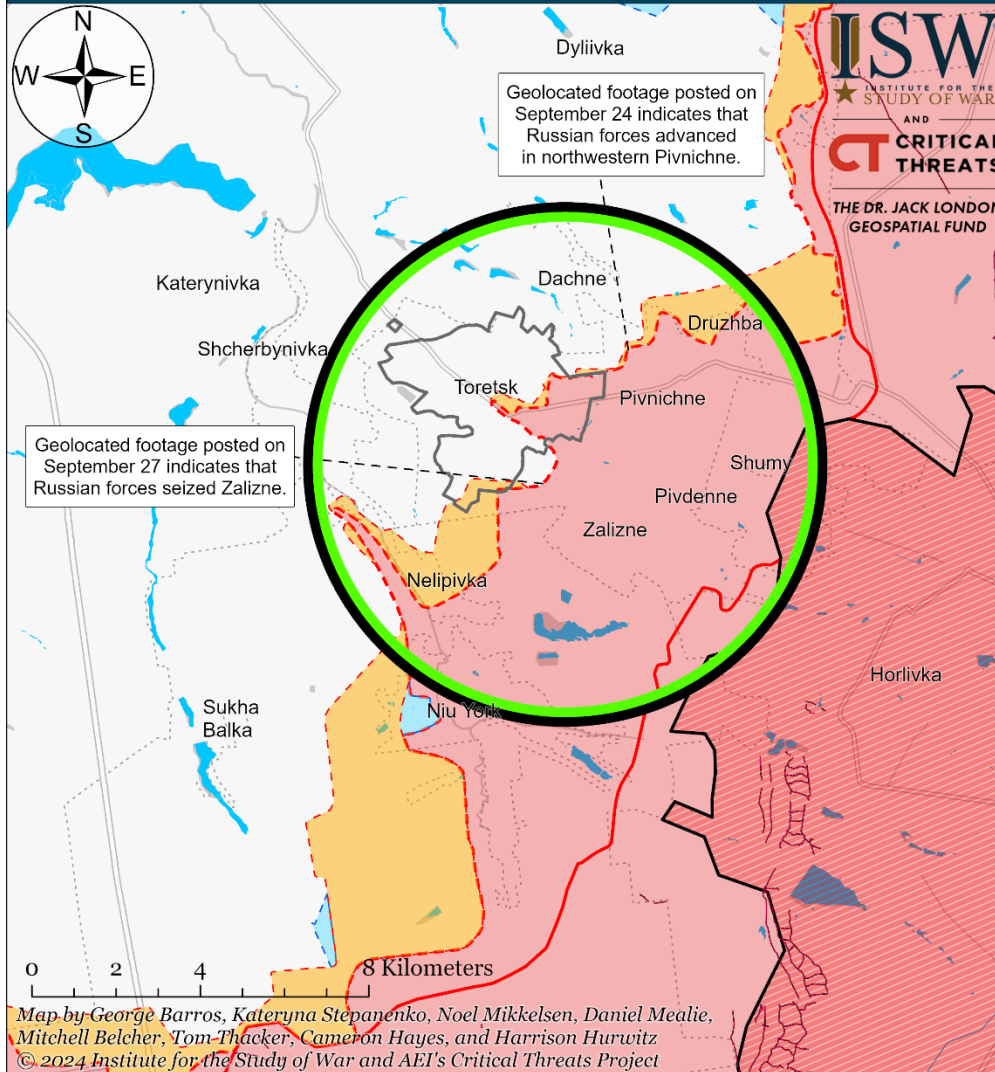 N
W
E
S
ISW
INSTITUTE FOR THE
STUDY OF WAR
AND
CT
CRITICAL
THREATS
THE DR. JACK LONDON
GEOSPATIAL FUND
Dyliivka
Geolocated footage posted on
September 24 indicates that
Russian forces advanced
in northwestern Pivnichne.
Katerynivka
Dachne
Druzhba
Shcherbynivka
Toretsk
Pivnichne
Geolocated footage posted on
September 27 indicates that
Russian forces seized Zalizne.
Shumy
Pivdenne
Zalizne
Nelipivka
Horlivka
Sukha
Balka
Niu York
0 2 4 8 Kilometers
Map by George Barros, Kateryna Stepanenko, Noel Mikkelsen, Daniel Mealie,
Mitchell Belcher, Tom Thacker, Cameron Hayes, and Harrison Hurwitz
© 2024 Institute for the Study of War and AEI's Critical Threats Project